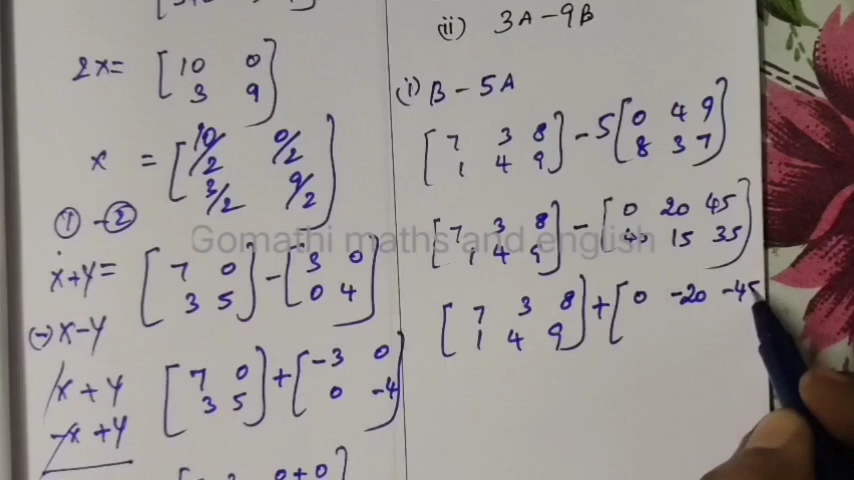 2x= [10 0
3 9]
x = [10/2 0/2
3/2 9/2]
① - ②
x+y= [7 0
3 5] - [3 0
0 4]
(-) x-y
x + y [7 0
3 5] + [-3 0
0 -4]
-x + y
0+0]
(ii) 3A-9B
(i) B - 5A
[7 3 8
1 4 9] - 5[0 4 9
8 3 7]
[7 3 8
1 4 9] - [0 20 45
15 35]
[7 3 8
1 4 9] + [0 -20 -45
Gomathi maths and english